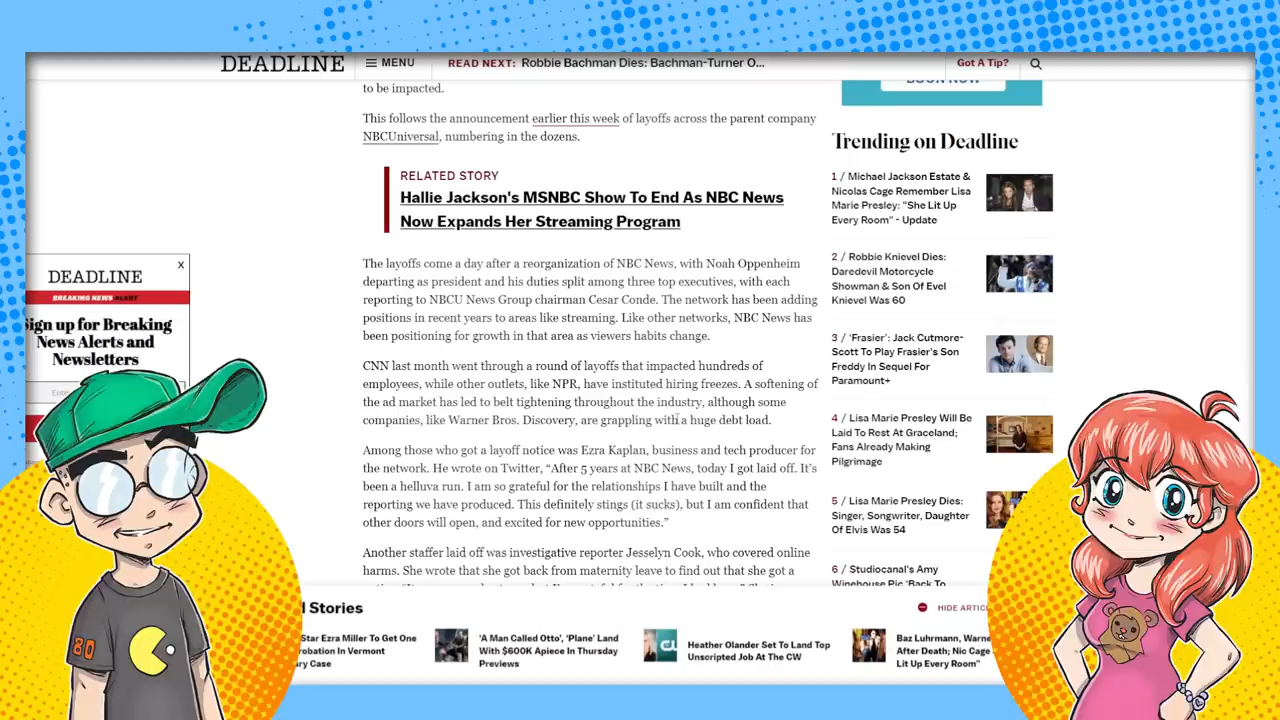 DEADLINE
MENU
READ NEXT: Robbie Bachman Dies: Bachman-Turner O...
Got A Tip?
to be impacted.
BOOK NOW
This follows the announcement earlier this week of layoffs across the parent company
NBCUniversal, numbering in the dozens.
RELATED STORY
Hallie Jackson's MSNBC Show To End As NBC News
Now Expands Her Streaming Program
The layoffs come a day after a reorganization of NBC News, with Noah Oppenheim
departing as president and his duties split among three top executives, with each
reporting to NBCU News Group chairman Cesar Conde. The network has been adding
positions in recent years to areas like streaming. Like other networks, NBC News has
been positioning for growth in that area as viewers habits change.
CNN last month went through a round of layoffs that impacted hundreds of
employees, while other outlets, like NPR, have instituted hiring freezes. A softening of
the ad market has led to belt tightening throughout the industry, although some
companies, like Warner Bros. Discovery, are grappling with a huge debt load.
Among those who got a layoff notice was Ezra Kaplan, business and tech producer for
the network. He wrote on Twitter, “After 5 years at NBC News, today I got laid off. It’s
been a helluva run. I am so grateful for the relationships I have built and the
reporting we have produced. This definitely stings (it sucks), but I am confident that
other doors will open, and excited for new opportunities.”
Another staffer laid off was investigative reporter Jesselyn Cook, who covered online
harms. She wrote that she got back from maternity leave to find out that she got a
Trending on Deadline
1 / Michael Jackson Estate &
Nicolas Cage Remember Lisa
Marie Presley: "She Lit Up
Every Room" - Update
2 / Robbie Knievel Dies:
Daredevil Motorcycle
Showman & Son Of Evel
Knievel Was 60
3 / ‘Frasier’: Jack Cutmore-
Scott To Play Frasier's Son
Freddy In Sequel For
Paramount+
4 / Lisa Marie Presley Will Be
Laid To Rest At Graceland;
Fans Already Making
Pilgrimage
5 / Lisa Marie Presley Dies:
Singer, Songwriter, Daughter
Of Elvis Was 54
6 / Studiocanal's Amy
Winehouse Pic 'Back To
X
DEADLINE
BREAKING NEWS ALERT
Sign up for Breaking
News Alerts and
Newsletters
Stories
HIDE ARTIC
Star Ezra Miller To Get One
robation In Vermont
ury Case
‘A Man Called Otto’, ‘Plane’ Land
With $600K Apiece In Thursday
Previews
Heather Olander Set To Land Top
Unscripted Job At The CW
Baz Luhrmann, Warne
After Death; Nic Cage
Lit Up Every Room”
80